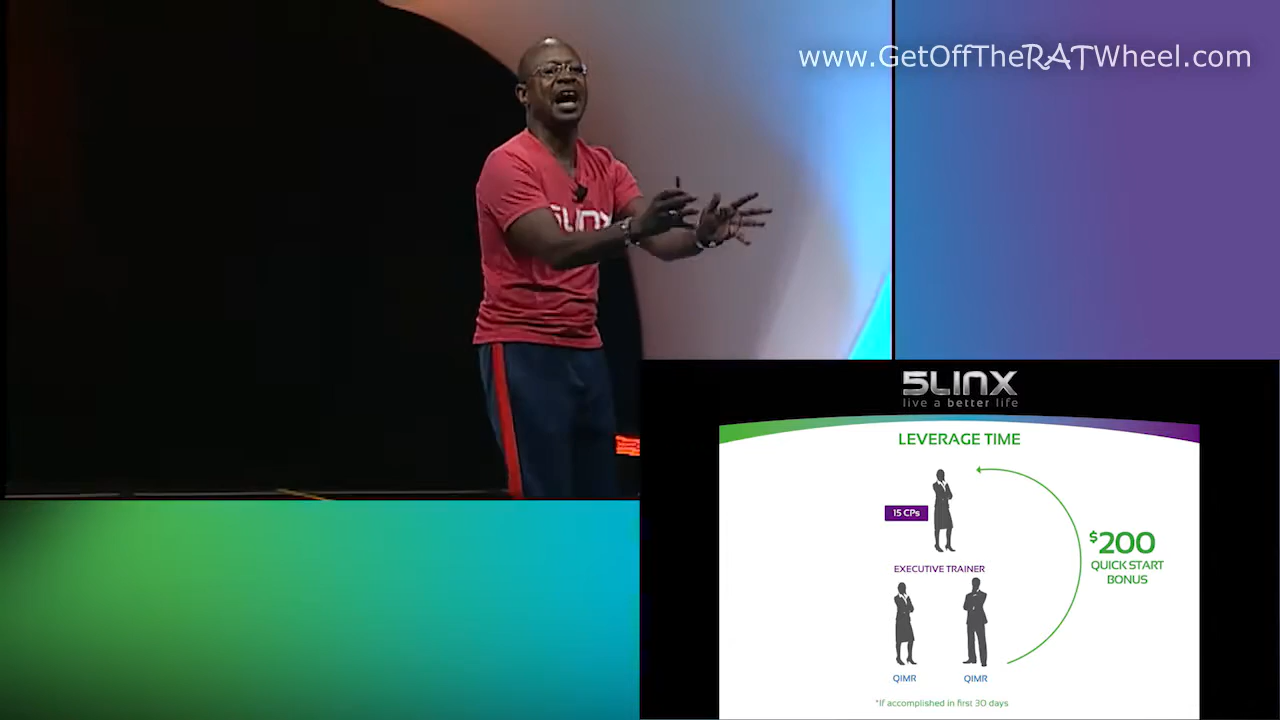 www.GetOffTheRATWheel.com
5LINX
5LINX
live a better life
LEVERAGE TIME
15 CPs
EXECUTIVE TRAINER
$200
QUICK START
BONUS
QIMR QIMR
*If accomplished in first 30 days